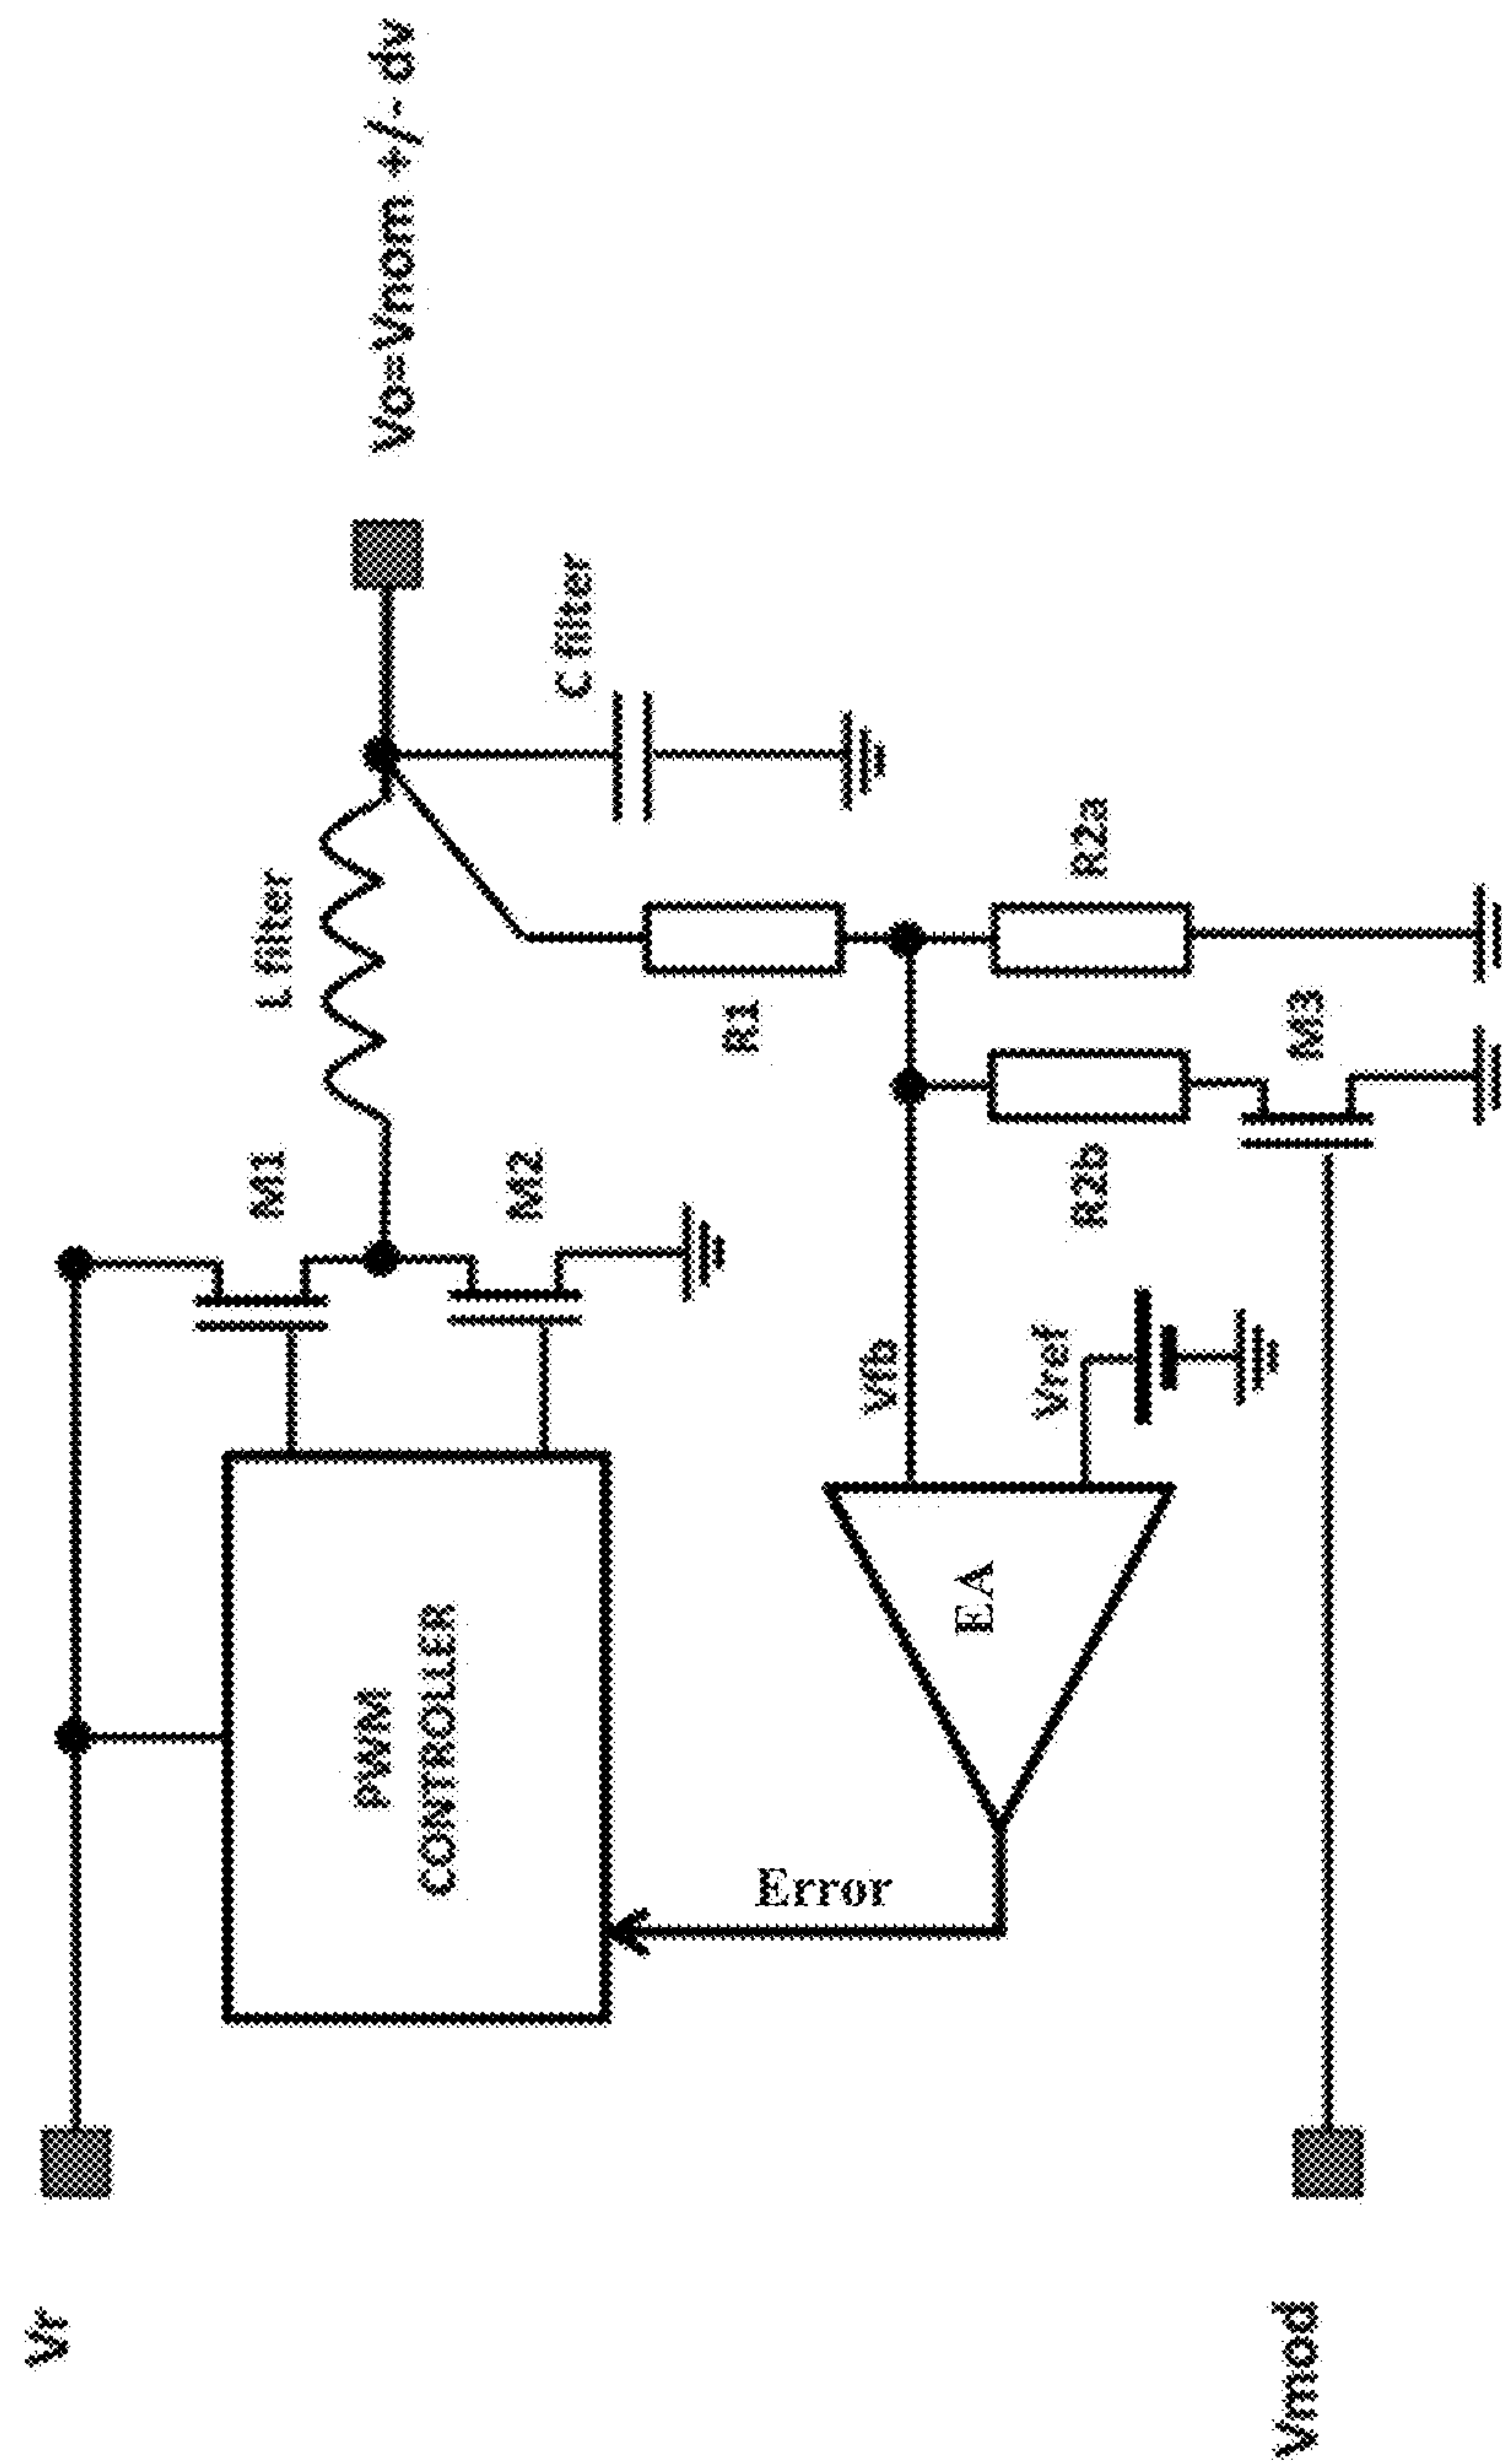 Vr
PWM
CONTROLLER
M1
M2
L filter
C filter
Vo=Vnom +/- dv
Error
EA
Vfb
Vref
R1
R2b
R2a
M3
Vmod